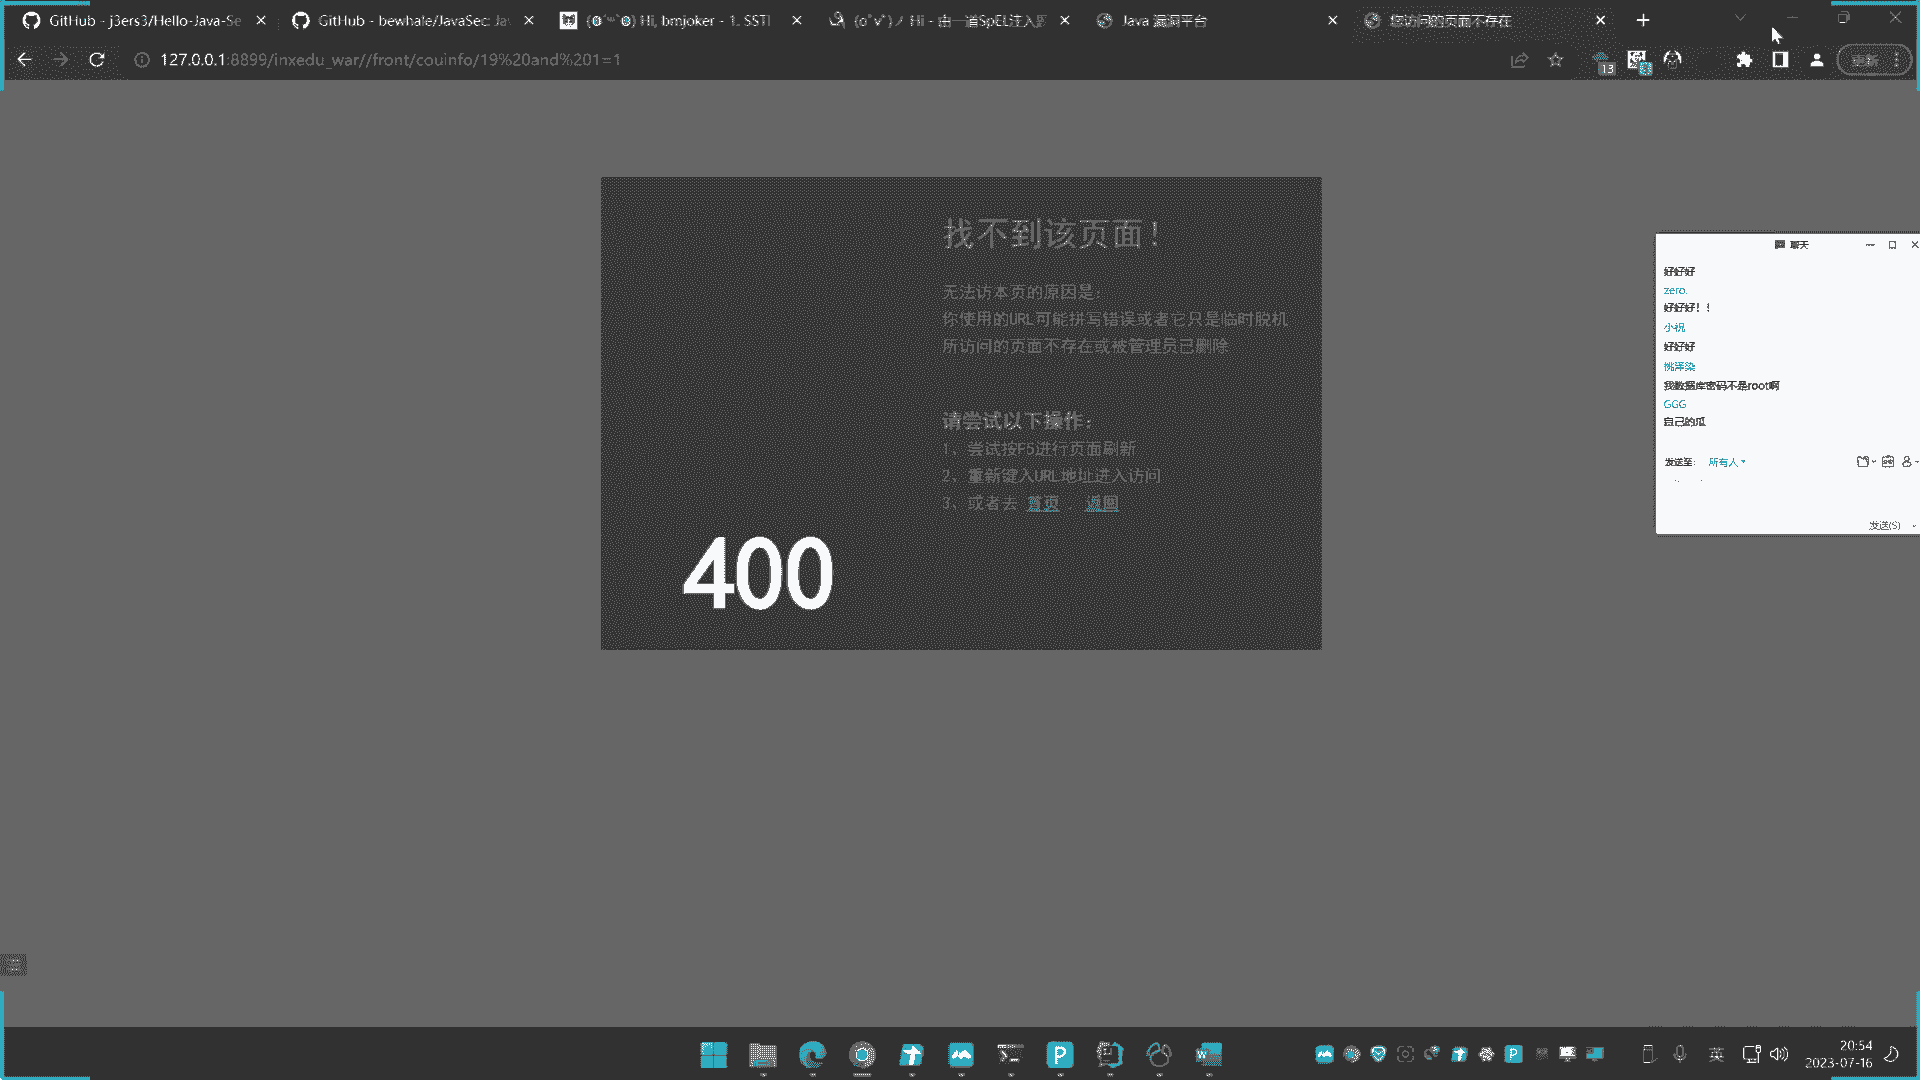 GitHub - j3ers3/Hello-Java-Se
GitHub - bewhale/JavaSec: Jav
Hi, bmjoker - 1. SSTI
Hi - 由一道SpEL注入
Java 漏洞平台
您访问的页面不存在
127.0.0.1:8899/inxedu_war//front/couinfo/19%20and%201=1
13
更新
找不到该页面！
无法访本页的原因是：
你使用的URL可能拼写错误或者它只是临时脱机
所访问的页面不存在或被管理员已删除
请尝试以下操作：
1、尝试按F5进行页面刷新
2、重新键入URL地址进入访问
3、或者去 首页 . 返回
400
聊天
好好好
zero.
好好好！！
小祝
好好好
桃泽染
我数据库密码不是root啊
GGG
自己的瓜
发送至：
所有人
发送(S)
英
20:54
2023-07-16